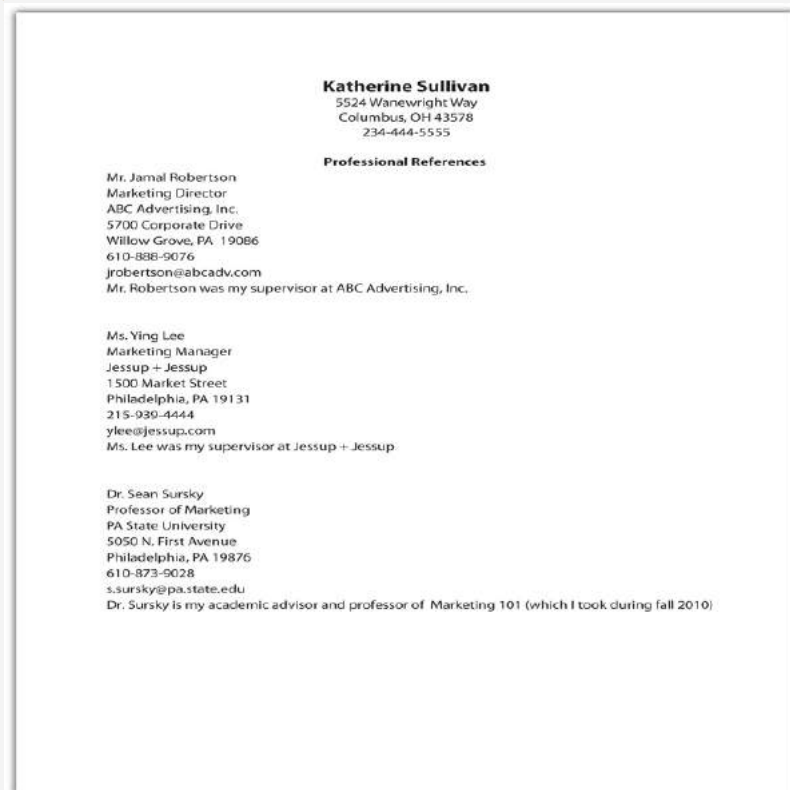 Katherine Sullivan
5524 Wanewright Way
Columbus, OH 43578
234-444-5555
Professional References
Mr. Jamal Robertson
Marketing Director
ABC Advertising, Inc.
5700 Corporate Drive
Willow Grove, PA 19086
610-888-9076
jrobertson@abcadv.com
Mr. Robertson was my supervisor at ABC Advertising, Inc.
Ms. Ying Lee
Marketing Manager
Jessup + Jessup
1500 Market Street
Philadelphia, PA 19131
215-939-4444
ylee@jessup.com
Ms. Lee was my supervisor at Jessup + Jessup
Dr. Sean Sursky
Professor of Marketing
PA State University
5050 N. First Avenue
Philadelphia, PA 19876
610-873-9028
s.sursky@pa.state.edu
Dr. Sursky is my academic advisor and professor of Marketing 101 (which I took during fall 2010)